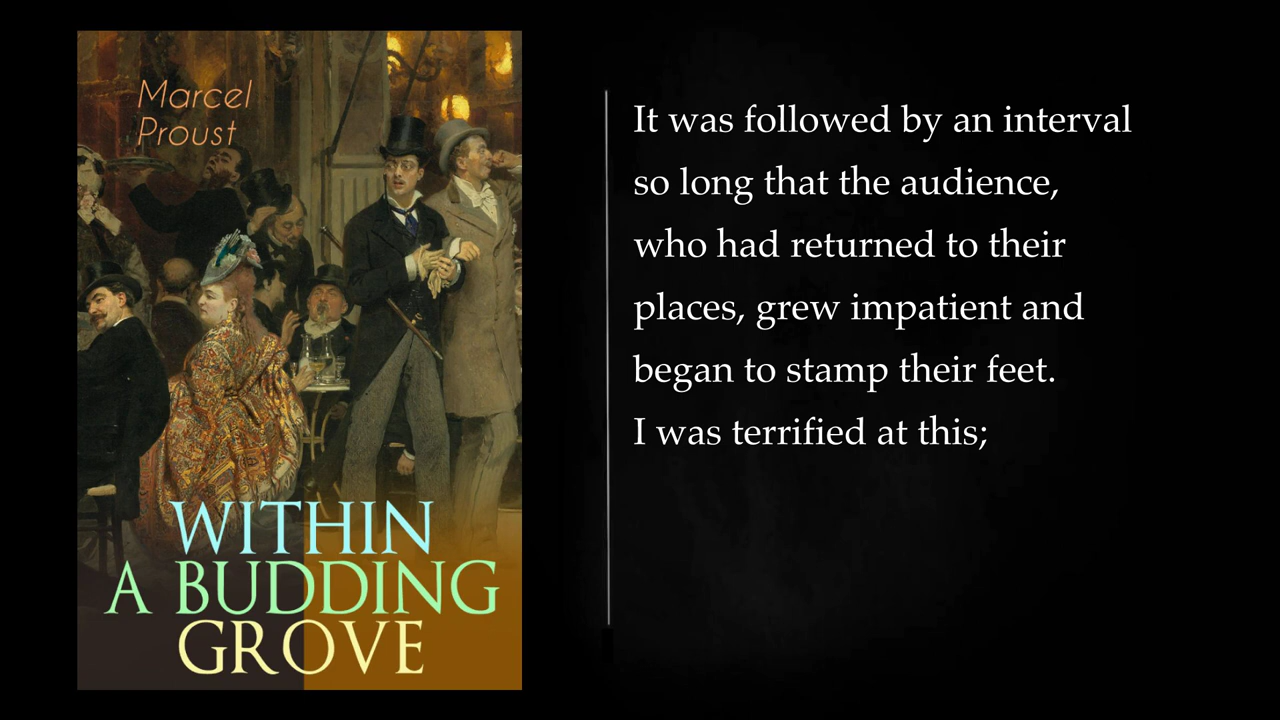 Marcel
Proust
WITHIN
A BUDDING
GROVE
It was followed by an interval
so long that the audience,
who had returned to their
places, grew impatient and
began to stamp their feet.
I was terrified at this;